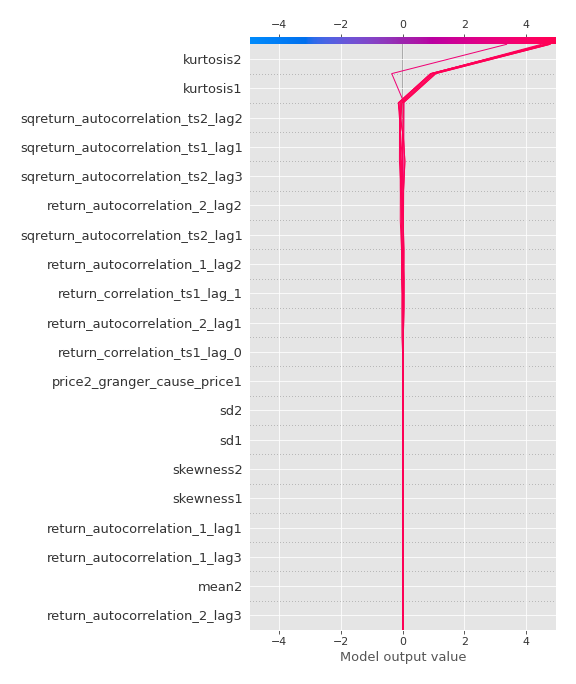 −4 −2 0 2 4
kurtosis2
kurtosis1
sqreturn_autocorrelation_ts2_lag2
sqreturn_autocorrelation_ts1_lag1
sqreturn_autocorrelation_ts2_lag3
return_autocorrelation_2_lag2
sqreturn_autocorrelation_ts2_lag1
return_autocorrelation_1_lag2
return_correlation_ts1_lag_1
return_autocorrelation_2_lag1
return_correlation_ts1_lag_0
price2_granger_cause_price1
sd2
sd1
skewness2
skewness1
return_autocorrelation_1_lag1
return_autocorrelation_1_lag3
mean2
return_autocorrelation_2_lag3
−4 −2 0 2 4
Model output value